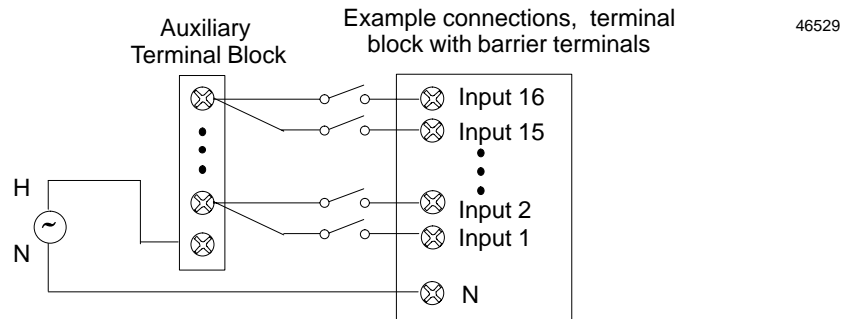 Auxiliary
Terminal Block
Example connections, terminal
block with barrier terminals
46529
Input 16
Input 15
H
Input 2
~
Input 1
N
N